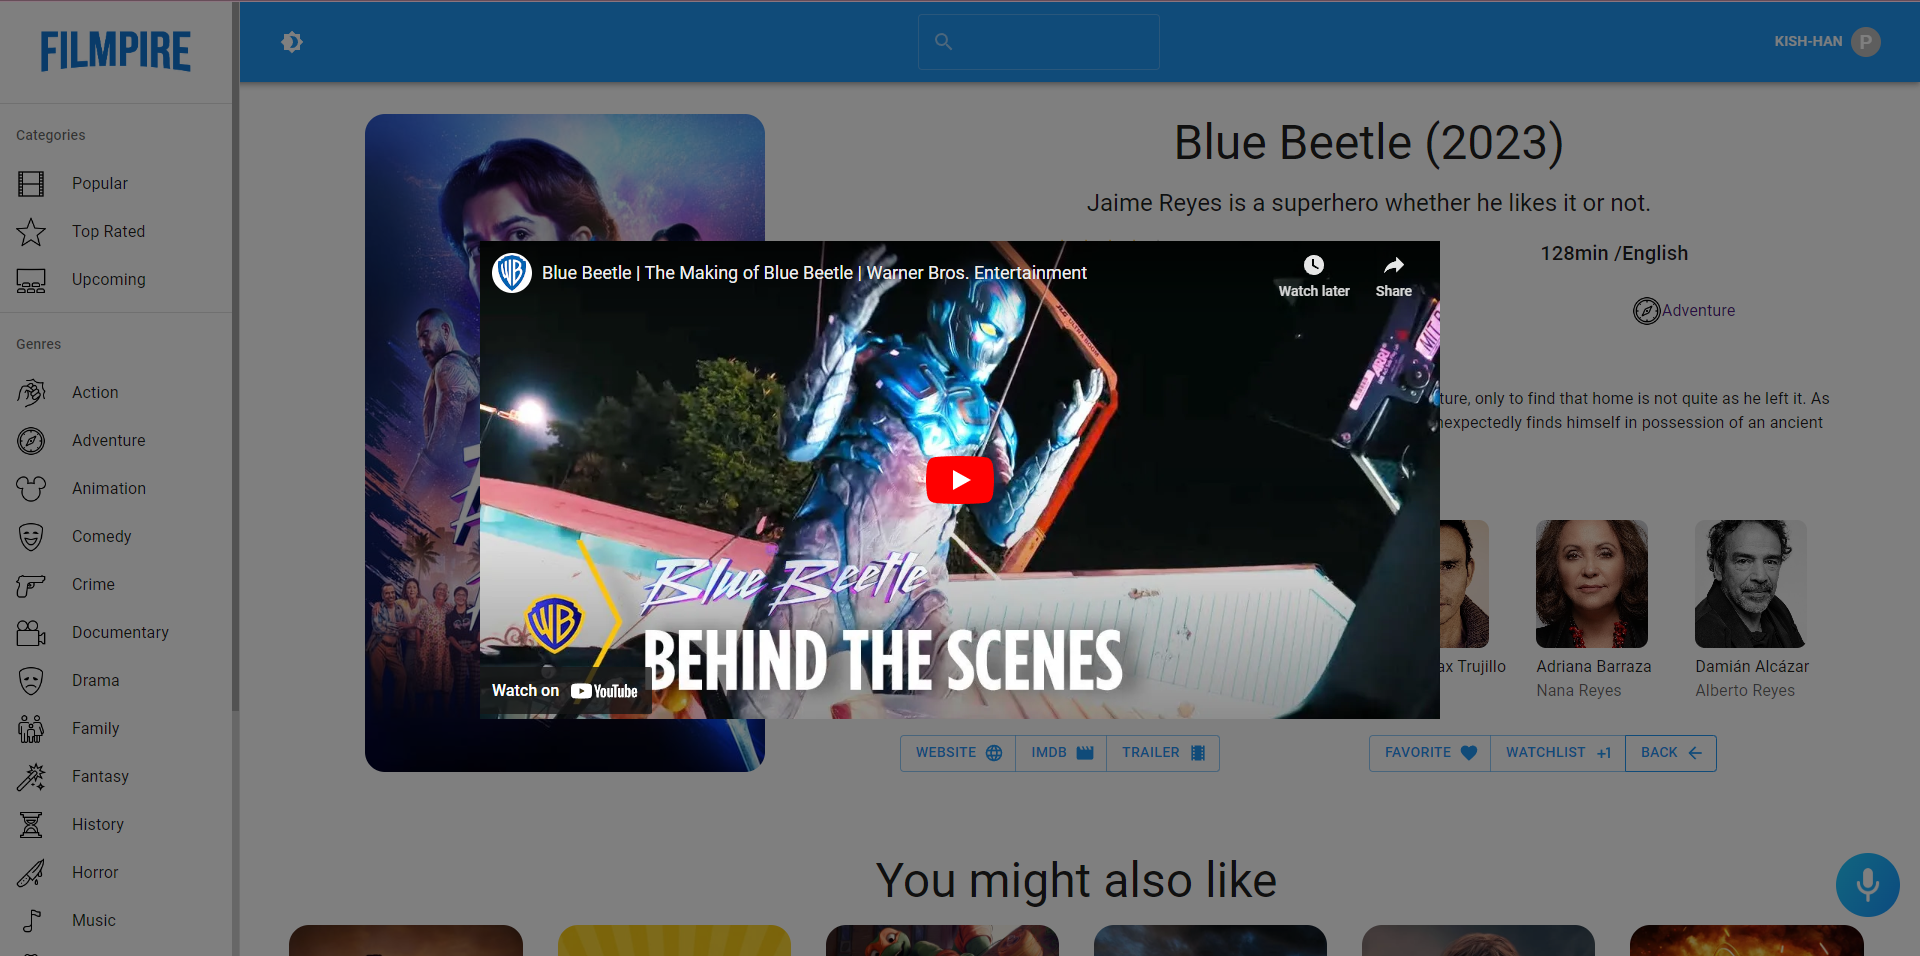 FILMPIRE
KISH-HAN
P
Categories
Popular
Top Rated
Upcoming
Genres
Action
Adventure
Animation
Comedy
Crime
Documentary
Drama
Family
Fantasy
History
Horror
Music
Blue Beetle (2023)
Jaime Reyes is a superhero whether he likes it or not.
128min /English
Adventure
ture, only to find that home is not quite as he left it. As
nexpectedly finds himself in possession of an ancient
WB
Blue Beetle | The Making of Blue Beetle | Warner Bros. Entertainment
Watch later
Share
ARRI
Blue Beetle
WB
BEHIND THE SCENES
Watch on YouTube
ax Trujillo
Adriana Barraza
Nana Reyes
Damián Alcázar
Alberto Reyes
WEBSITE
IMDB
TRAILER
FAVORITE
WATCHLIST +1
BACK
You might also like